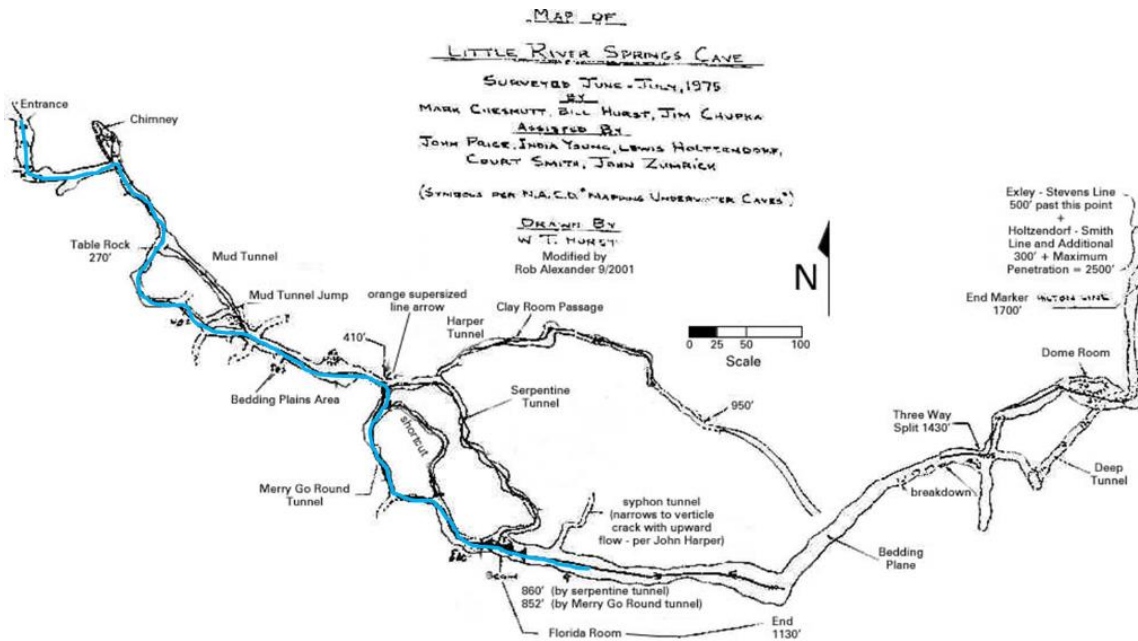 MAP OF
LITTLE RIVER SPRINGS CAVE
SURVEYED JUNE - JULY, 1975
BY
MARK CHESNUTT, BILL HURST, JIM CHUPKA
ASSISTED BY
JOHN PRICE, INDIA YOUNG, LEWIS HOLTZENDORF,
COURT SMITH, JOHN ZUMRICK
(SYMBOLS PER N.A.C.D. "MAPPING UNDERWATER CAVES")
DRAWN BY
W T. HURST
Modified by
Rob Alexander 9/2001
Entrance
Chimney
Table Rock
270'
Mud Tunnel
Mud Tunnel Jump
orange supersized
line arrow
410'
Bedding Plains Area
Harper
Tunnel
Clay Room Passage
Serpentine
Tunnel
shortcut
Merry Go Round
Tunnel
950'
N
0 25 50 100
Scale
syphon tunnel
(narrows to verticle
crack with upward
flow - per John Harper)
860' (by serpentine tunnel)
852' (by Merry Go Round tunnel)
Florida Room
End
1130'
Bedding
Plane
breakdown
Three Way
Split 1430'
Deep
Tunnel
Dome Room
End Marker
1700'
HILTON LINE
Exley - Stevens Line
500' past this point
+
Holtzendorf - Smith
Line and Additional
300' + Maximum
Penetration = 2500'